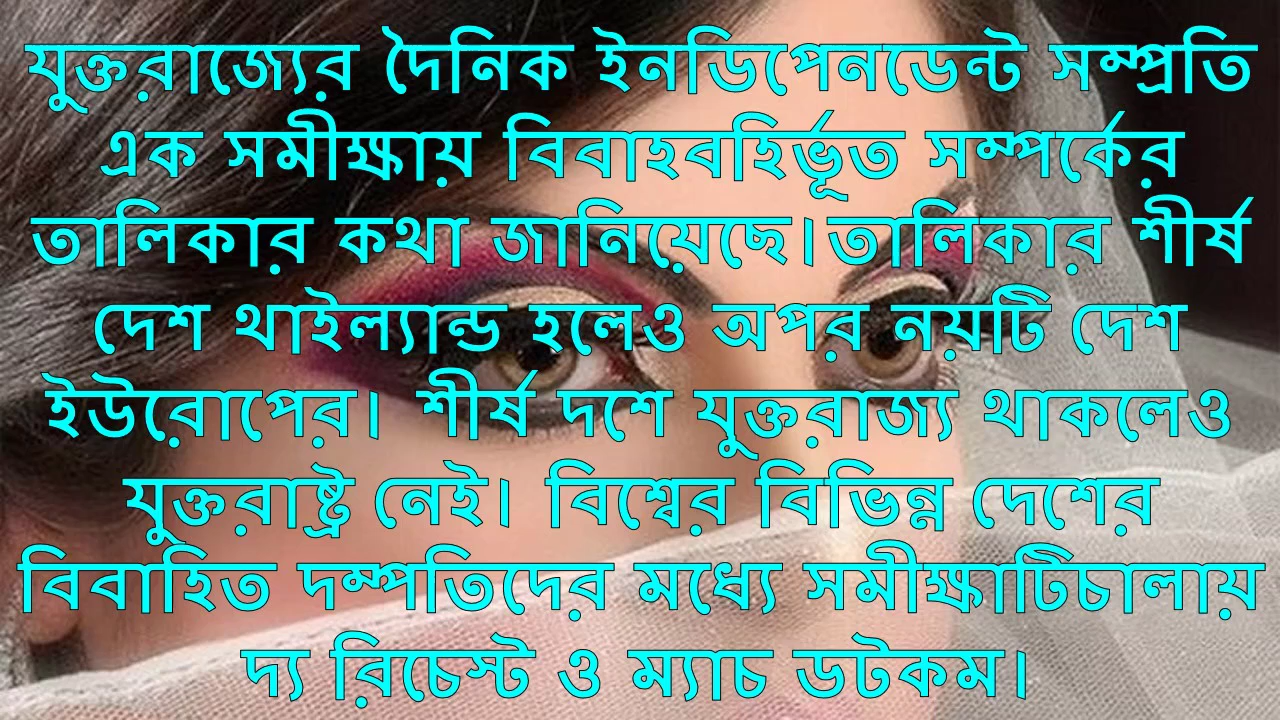 যুক্তরাজ্যের দৈনিক ইনডিপেনডেন্ট সম্প্রতি
এক সমীক্ষায় বিবাহবহির্ভূত সম্পর্কের
তালিকার কথা জানিয়েছে।তালিকার শীর্ষ
দেশ থাইল্যান্ড হলেও অপর নয়টি দেশ
ইউরোপের। শীর্ষ দশে যুক্তরাজ্য থাকলেও
যুক্তরাষ্ট্র নেই। বিশ্বের বিভিন্ন দেশের
বিবাহিত দম্পতিদের মধ্যে সমীক্ষাটিচালায়
দ্য রিচেস্ট ও ম্যাচ ডটকম।